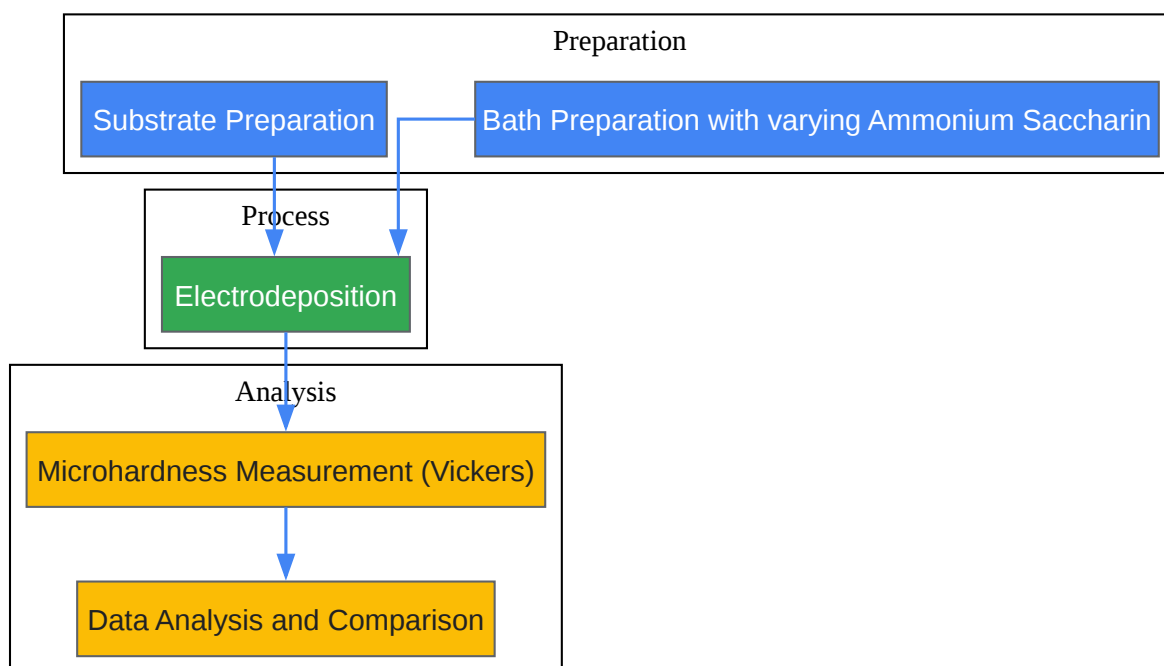 Preparation
Substrate Preparation
Bath Preparation with varying Ammonium Saccharin
Process
Electrodeposition
Analysis
Microhardness Measurement (Vickers)
Data Analysis and Comparison